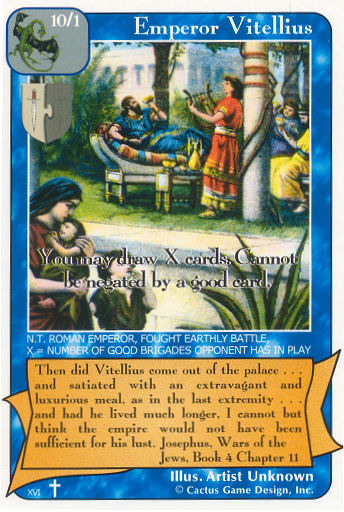 10/1
Emperor Vitellius
You may draw X cards. Cannot
be negated by a good card.
N.T. ROMAN EMPEROR, FOUGHT EARTHLY BATTLE,
X = NUMBER OF GOOD BRIGADES OPPONENT HAS IN PLAY
Then did Vitellius come out of the palace . . .
and satiated with an extravagant and
luxurious meal, as in the last extremity . . .
and had he lived much longer, I cannot but
think the empire would not have been
sufficient for his lust. Josephus, Wars of the
Jews, Book 4 Chapter 11
Illus. Artist Unknown
XVI
© Cactus Game Design, Inc.